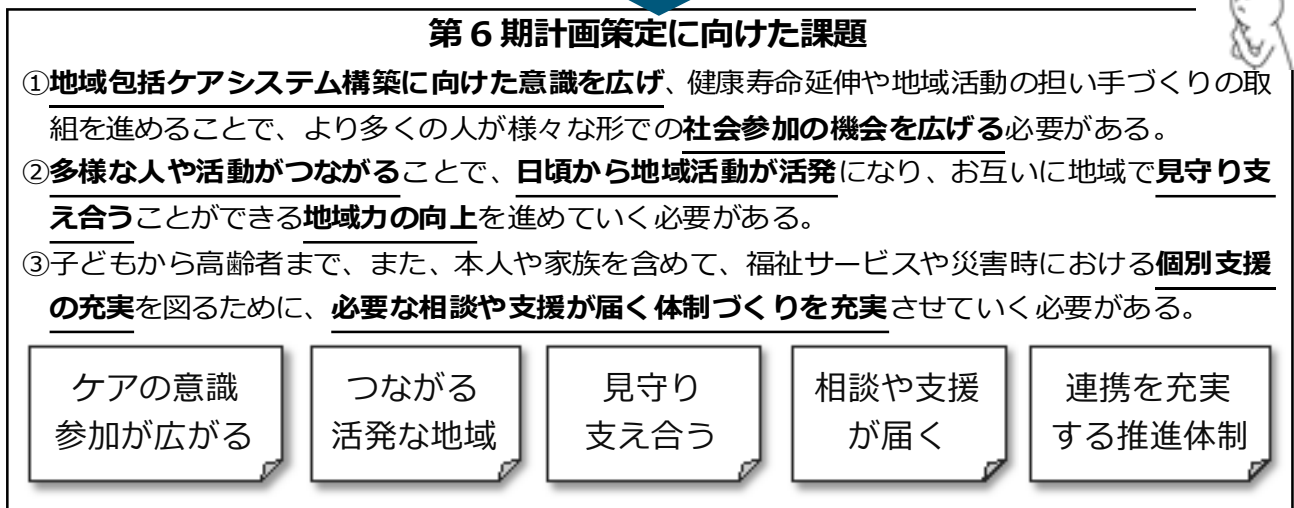 第6期計画策定に向けた課題
①地域包括ケアシステム構築に向けた意識を広げ、健康寿命延伸や地域活動の担い手づくりの取
組を進めることで、より多くの人が様々な形での社会参加の機会を広げる必要がある。
②多様な人や活動がつながることで、日頃から地域活動が活発になり、お互いに地域で見守り支
え合うことができる地域力の向上を進めていく必要がある。
③子どもから高齢者まで、また、本人や家族を含めて、福祉サービスや災害時における個別支援
の充実を図るために、必要な相談や支援が届く体制づくりを充実させていく必要がある。
ケアの意識
参加が広がる
つながる
活発な地域
見守り
支え合う
相談や支援
が届く
連携を充実
する推進体制